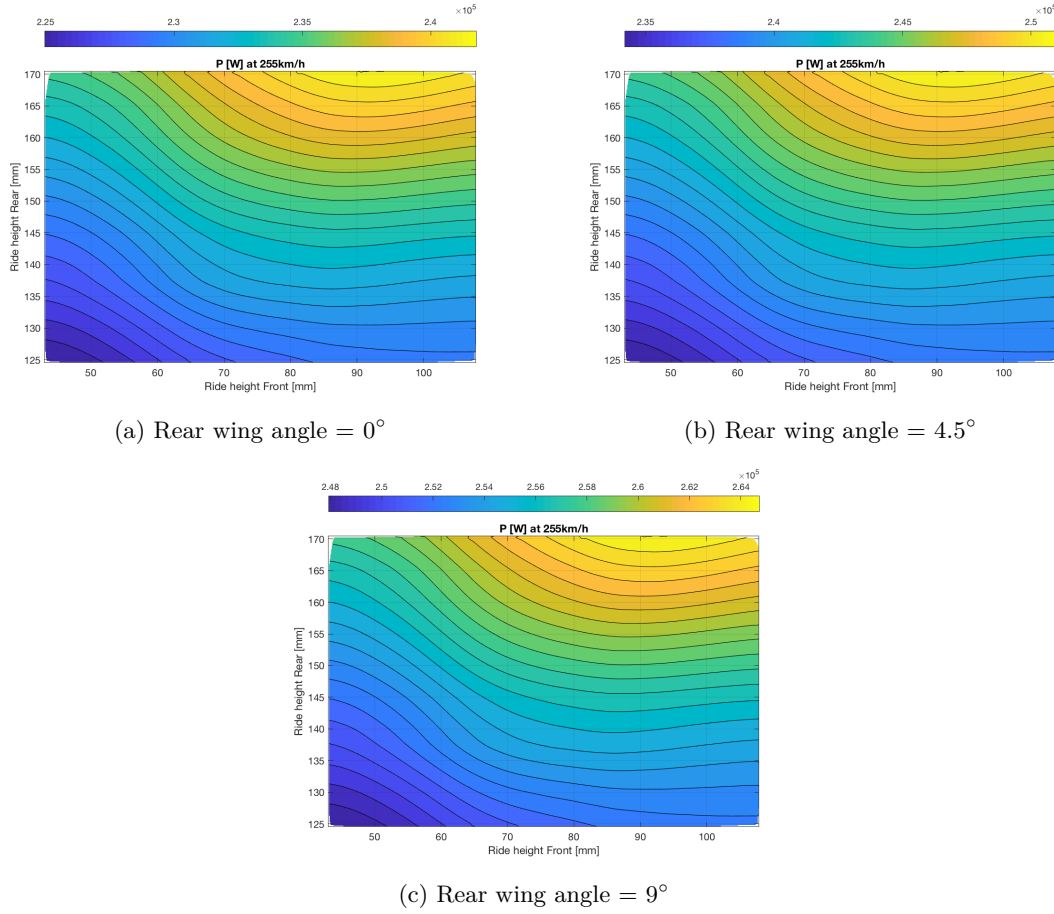 ×10⁵
2.25 2.3 2.35 2.4
P [W] at 255km/h
170
165
160
155
150
145
140
135
130
125
Ride height Rear [mm]
50 60 70 80 90 100
Ride height Front [mm]
(a) Rear wing angle = 0°
×10⁵
2.35 2.4 2.45 2.5
P [W] at 255km/h
170
165
160
155
150
145
140
135
130
125
Ride height Rear [mm]
50 60 70 80 90 100
Ride height Front [mm]
(b) Rear wing angle = 4.5°
×10⁵
2.48 2.5 2.52 2.54 2.56 2.58 2.6 2.62 2.64
P [W] at 255km/h
170
165
160
155
150
145
140
135
130
125
Ride height Rear [mm]
50 60 70 80 90 100
Ride height Front [mm]
(c) Rear wing angle = 9°